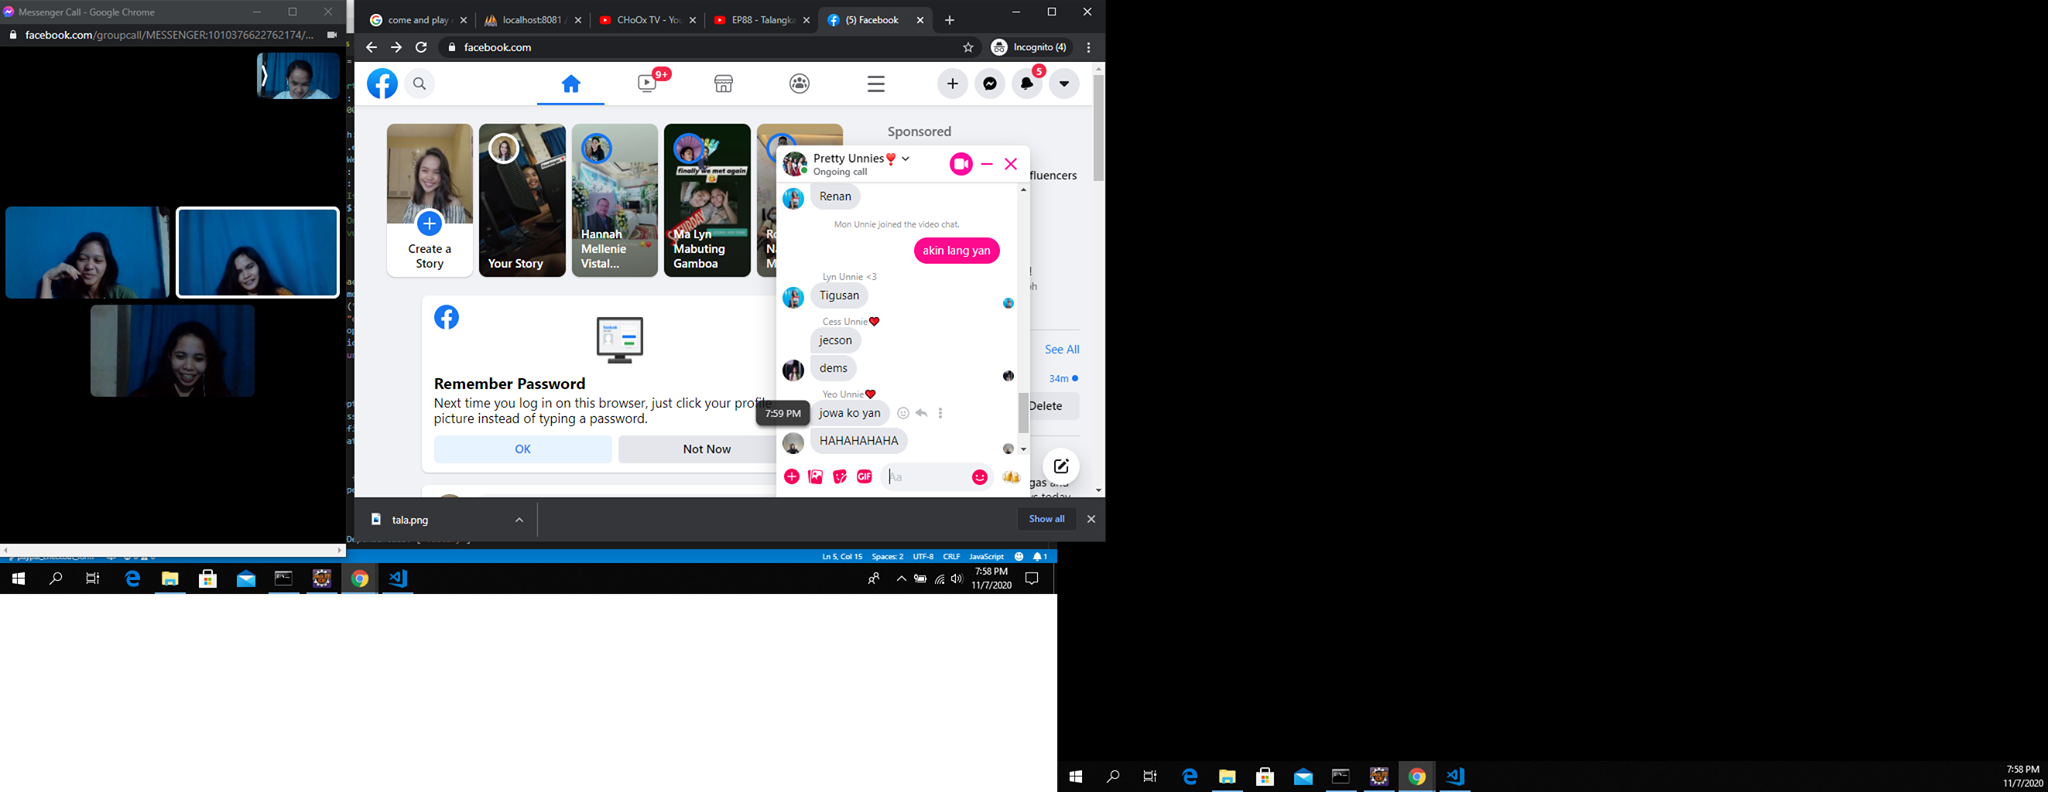 Messenger Call - Google Chrome
facebook.com/groupcall/MESSENGER:1010376622762174/...
come and play
localhost:8081 /
CHoOx TV - You
EP88 - Talangka
(5) Facebook
facebook.com
Incognito (4)
9+
5
Create a
Story
Your Story
Hannah
Mellenie
Vistal...
finally we met again
Ma Lyn
Mabuting
Gamboa
Sponsored
fluencers
Remember Password
Next time you log in on this browser, just click your profile
picture instead of typing a password.
OK
Not Now
Pretty Unnies
Ongoing call
Renan
Mon Unnie joined the video chat.
akin lang yan
Lyn Unnie <3
Tigusan
Cess Unnie
jecson
dems
Yeo Unnie
7:59 PM
jowa ko yan
HAHAHAHAHA
GIF
Aa
See All
34m
Delete
gas and
tala.png
Show all
Ln 5, Col 15
Spaces: 2
UTF-8
CRLF
JavaScript
1
7:58 PM
11/7/2020
7:58 PM
11/7/2020